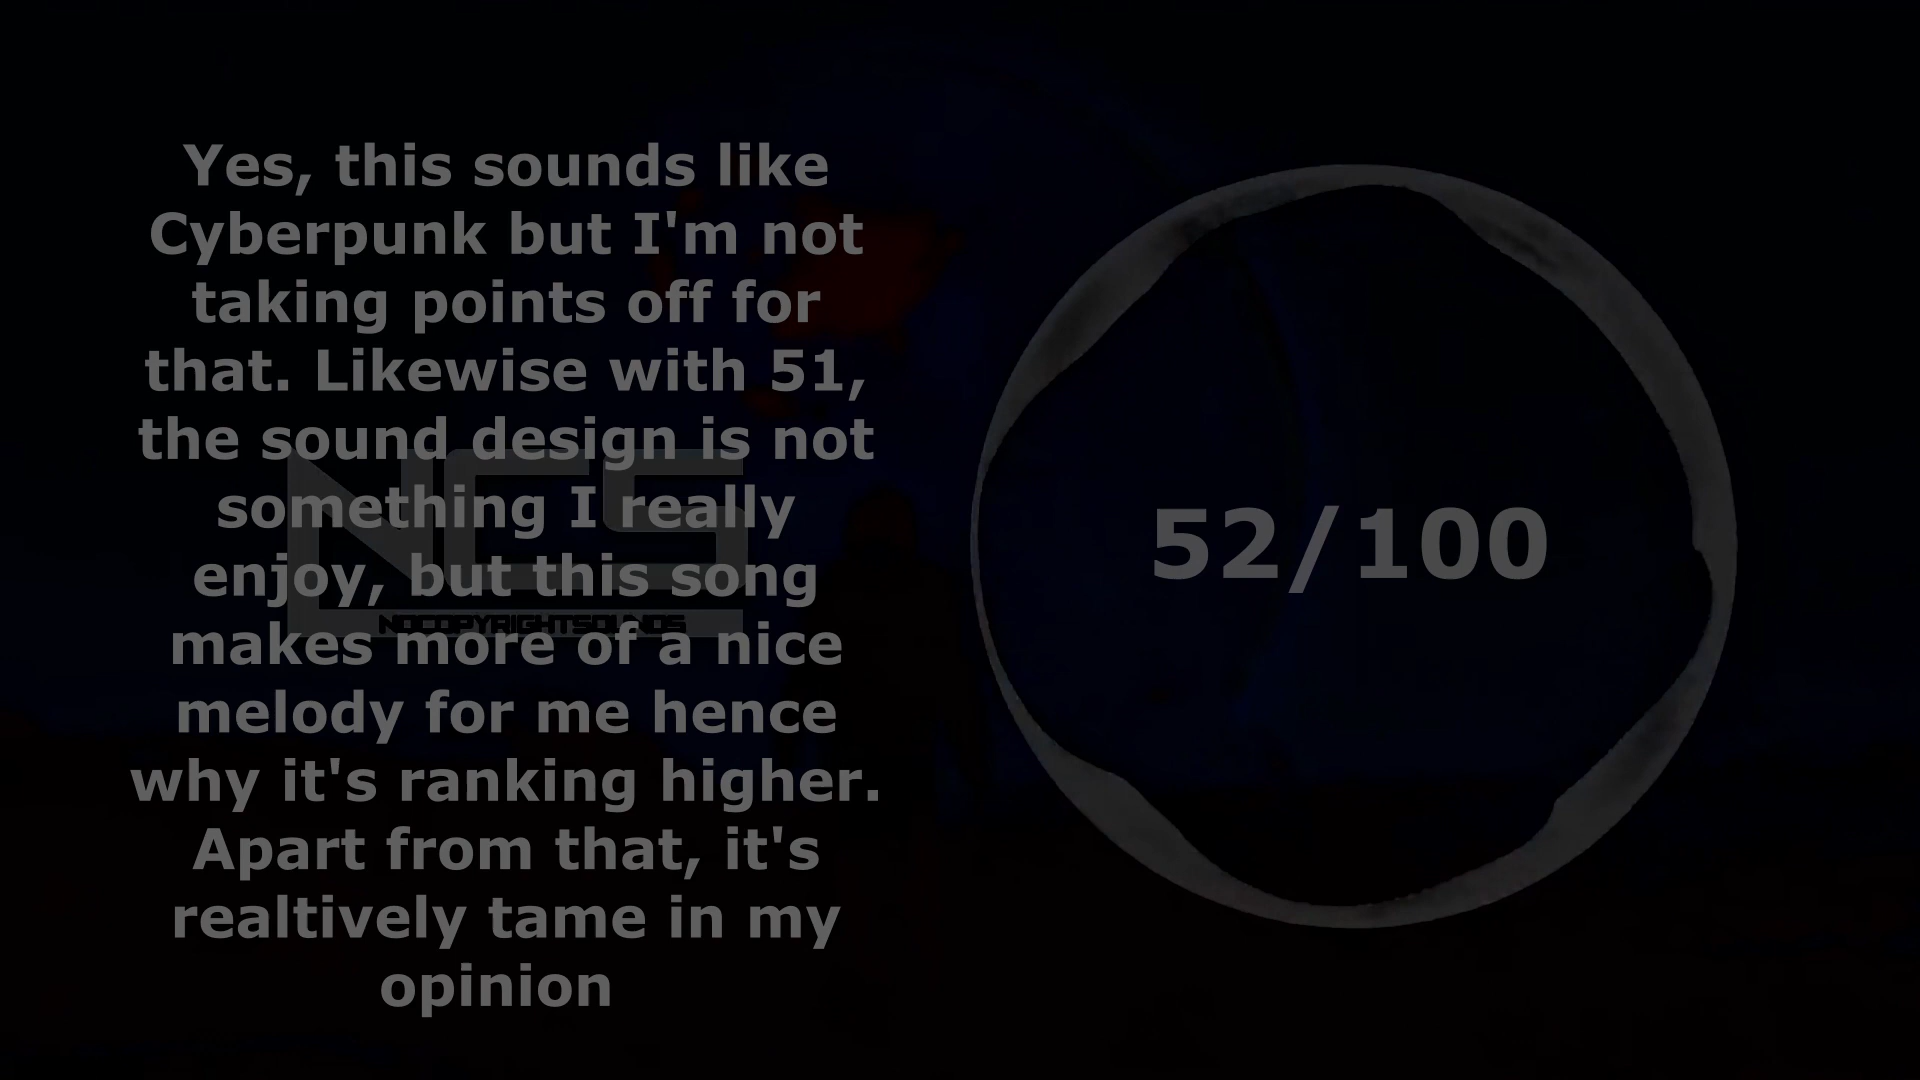 Yes, this sounds like
Cyberpunk but I'm not
taking points off for
that. Likewise with 51,
the sound design is not
something I really
enjoy, but this song
makes more of a nice
melody for me hence
why it's ranking higher.
Apart from that, it's
realtively tame in my
opinion
NCS
NOCOPYRIGHTSOUNDS
52/100